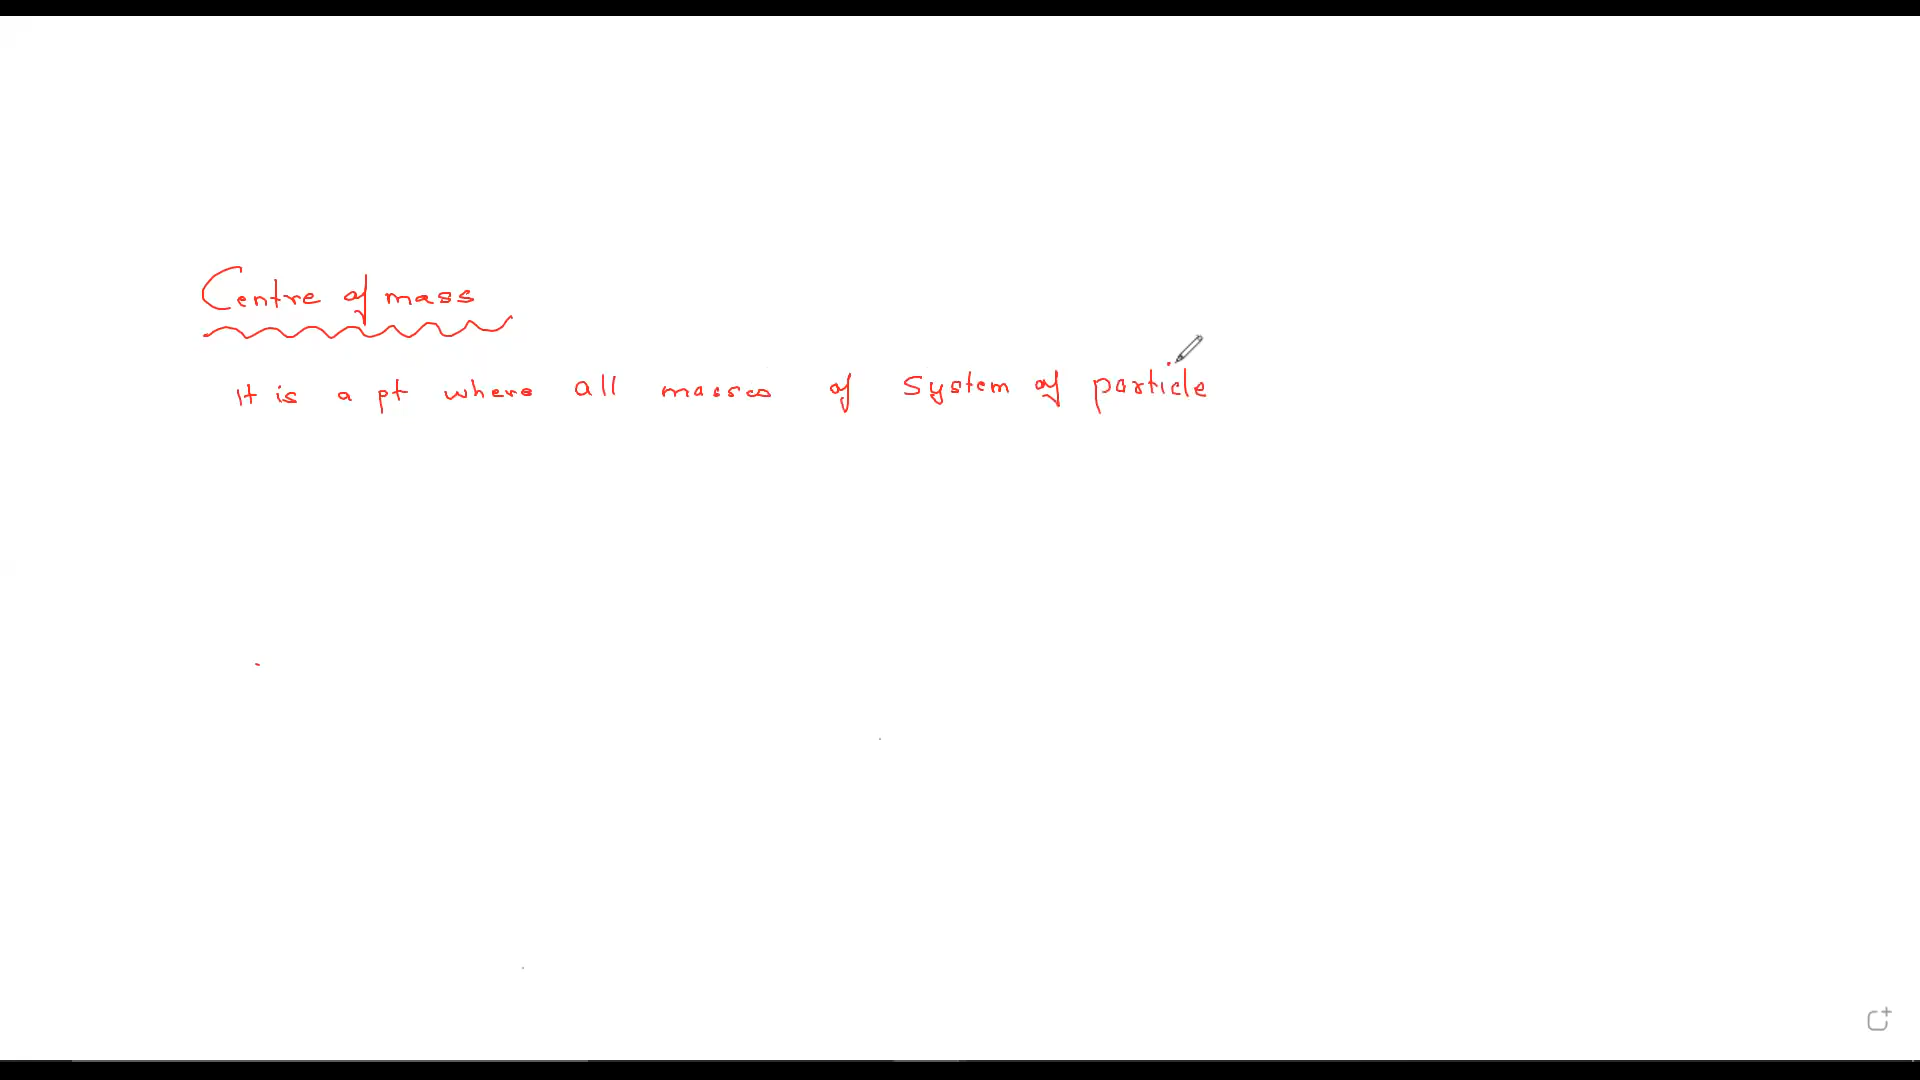 Centre of mass
It is a pt where all masses of System of particle